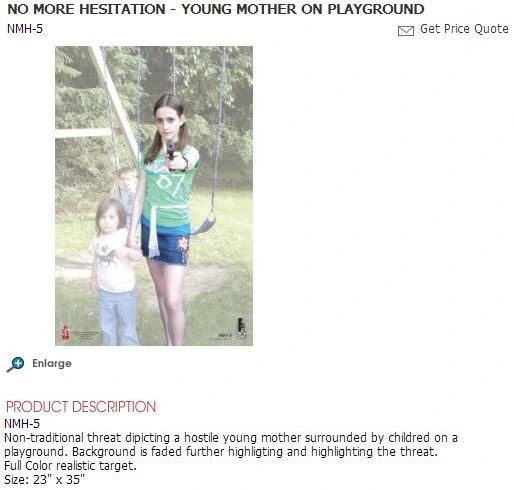 NO MORE HESITATION - YOUNG MOTHER ON PLAYGROUND
NMH-5
Get Price Quote
67
Enlarge
PRODUCT DESCRIPTION
NMH-5
Non-traditional threat dipicting a hostile young mother surrounded by childred on a
playground. Background is faded further highligting and highlighting the threat.
Full Color realistic target.
Size: 23" x 35"